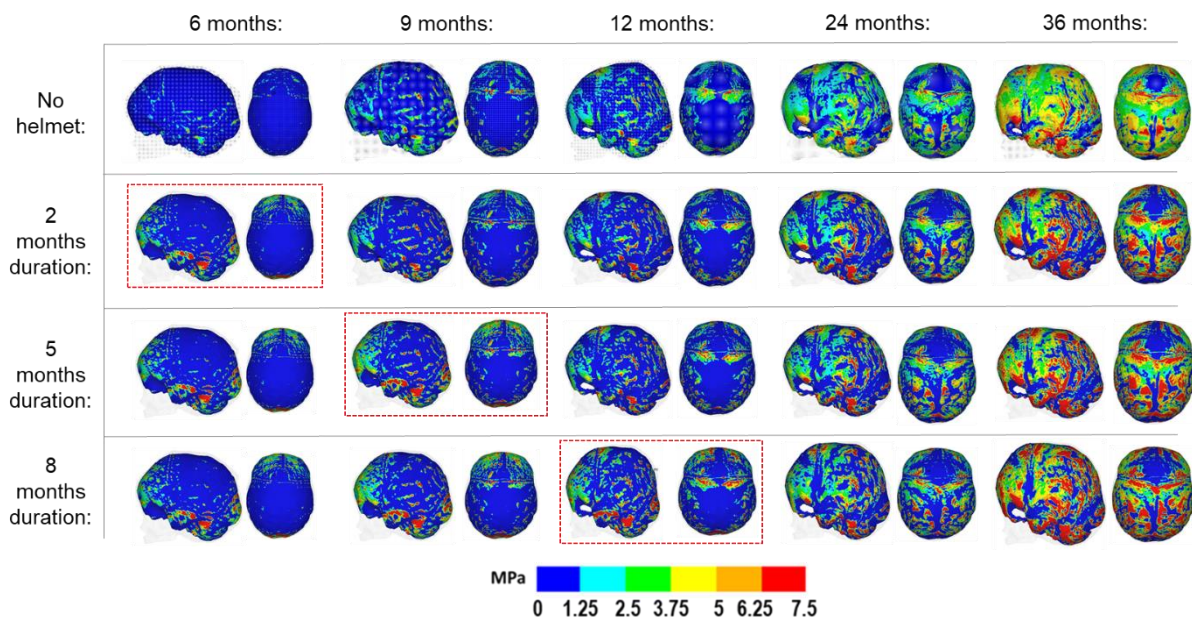 6 months: 9 months: 12 months: 24 months: 36 months:
No
helmet:
2
months
duration:
5
months
duration:
8
months
duration:
MPa
0 1.25 2.5 3.75 5 6.25 7.5